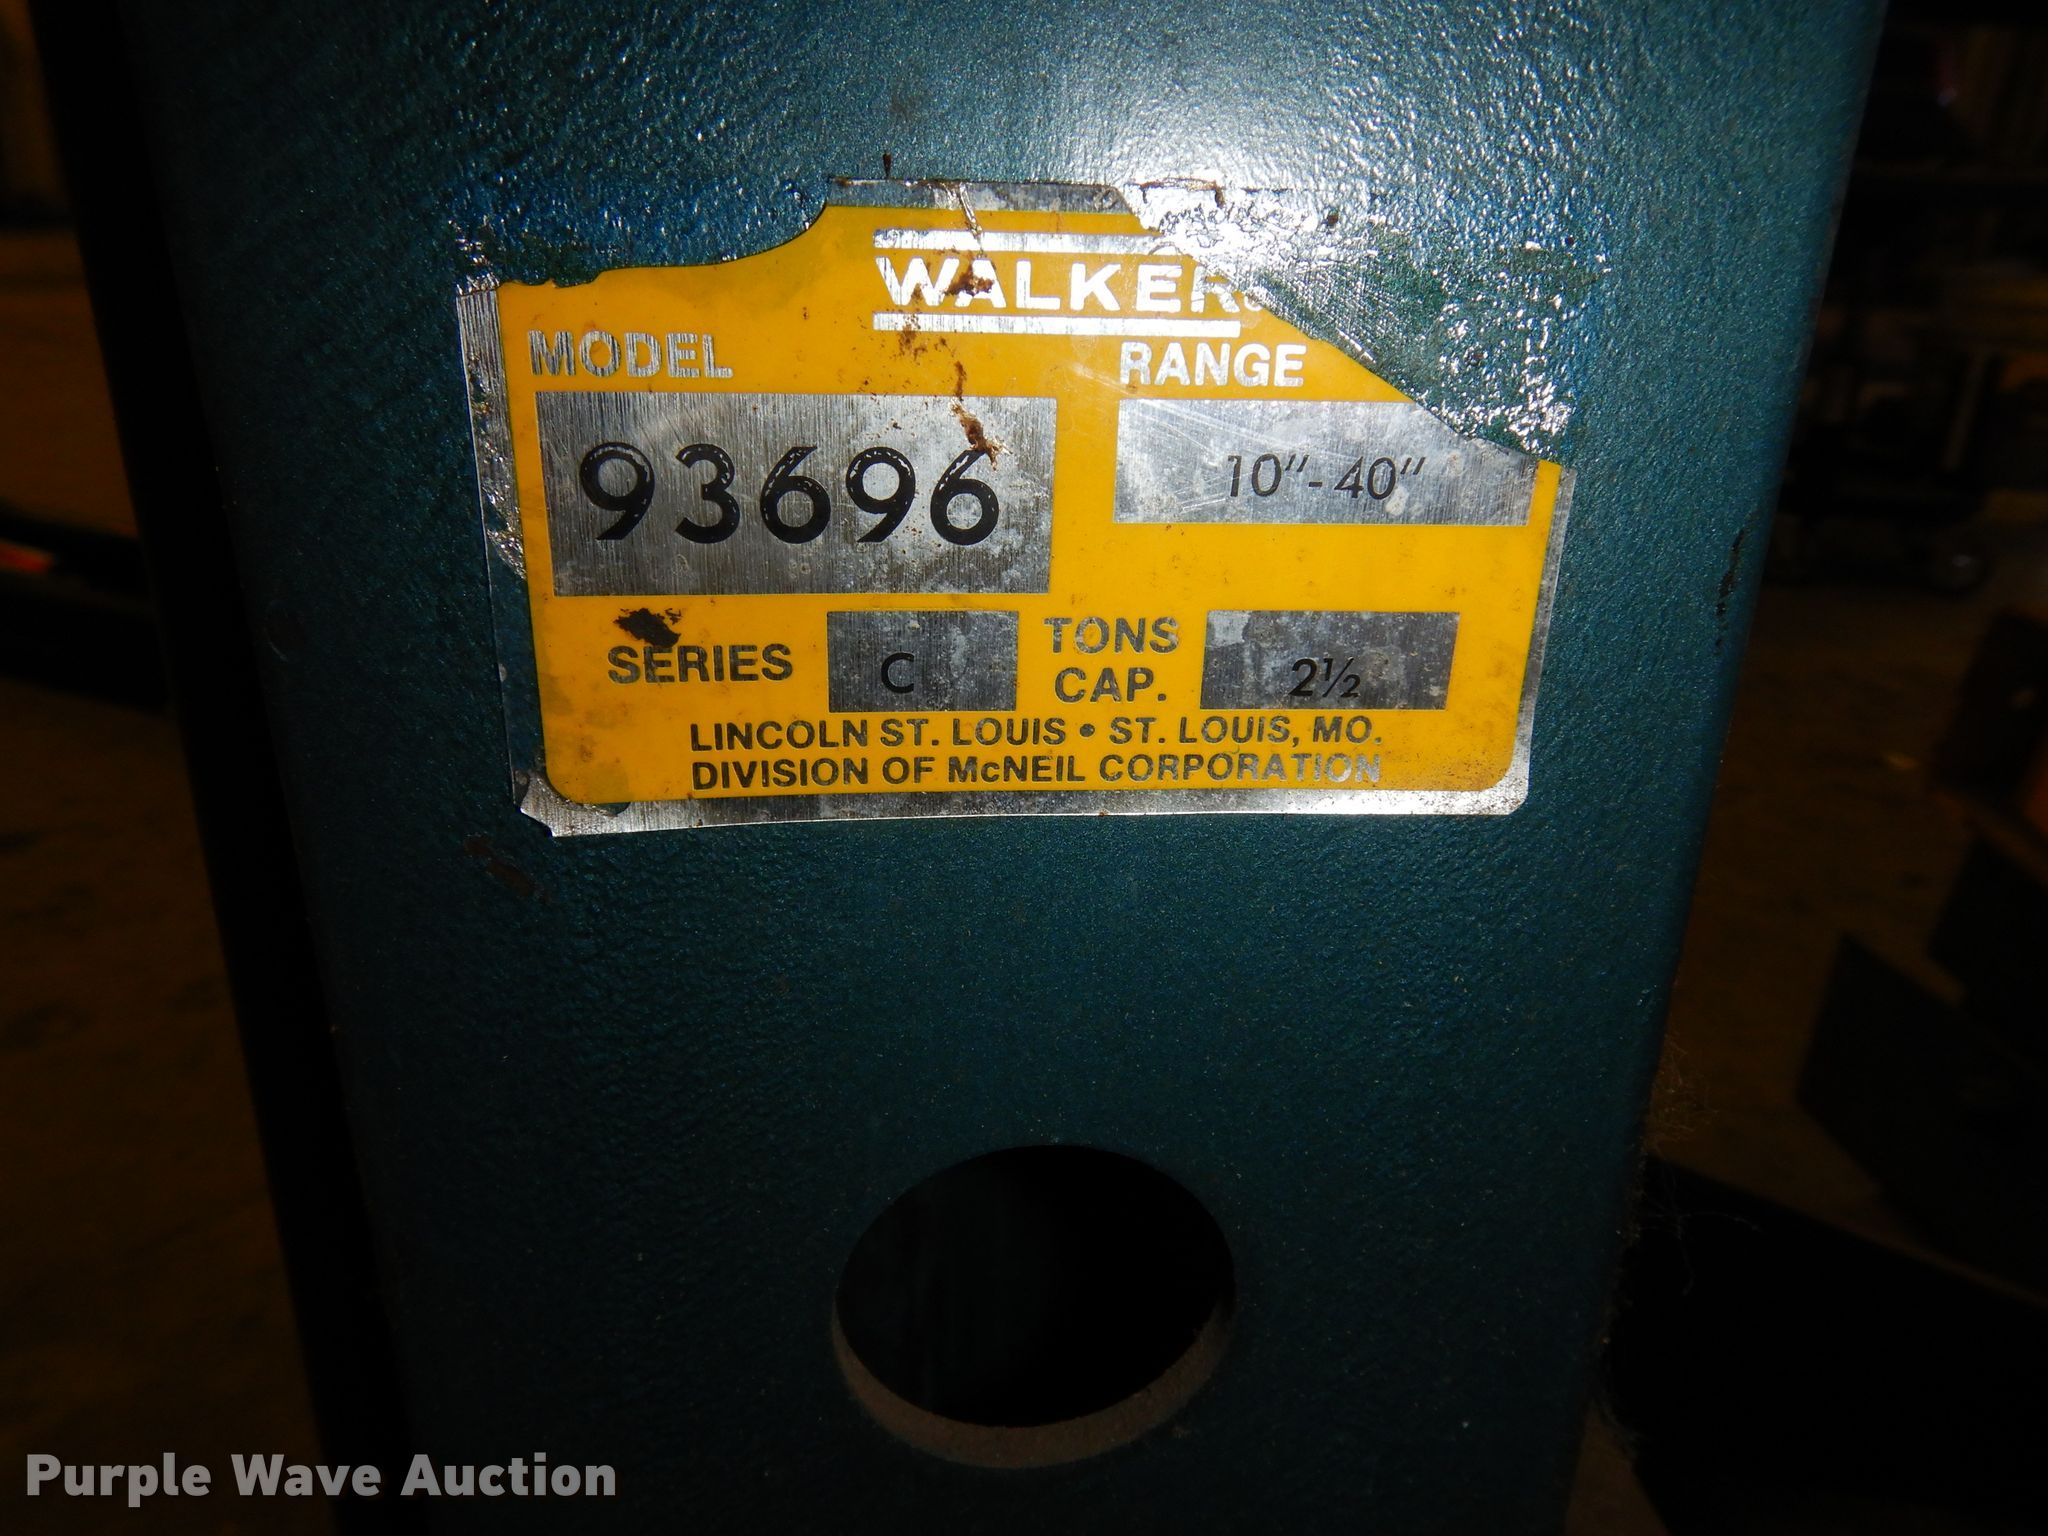 WALKER®
MODEL RANGE
93696 10"-40"
SERIES C TONS CAP. 2½
LINCOLN ST. LOUIS • ST. LOUIS, MO.
DIVISION OF McNEIL CORPORATION
Purple Wave Auction